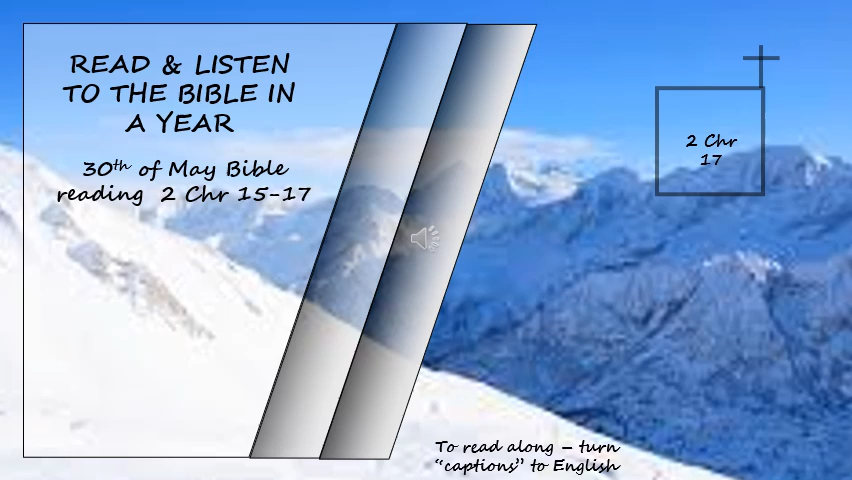 READ & LISTEN
TO THE BIBLE IN
A YEAR
30th of May Bible
reading 2 Chr 15-17
2 Chr
17
To read along – turn
“captions” to English